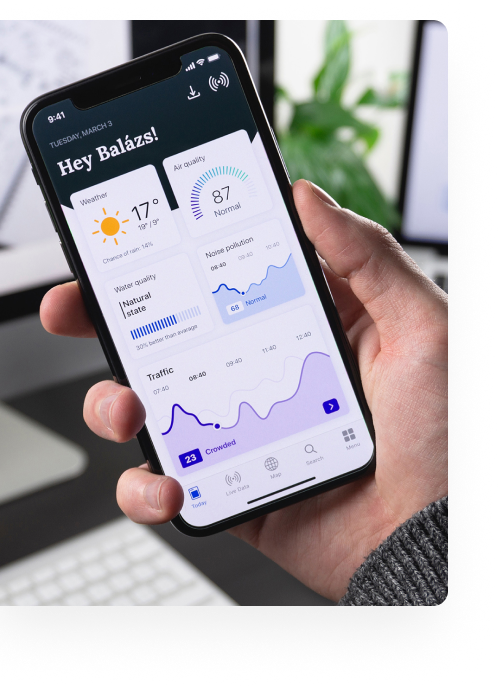 9:41
TUESDAY, MARCH 3
Hey Balázs!
Weather
17°
19° / 9°
Chance of rain: 14%
Air quality
87
Normal
Water quality
Natural
state
30% better than average
Noise pollution
08:40 09:40 10:40
68 Normal
Traffic
07:40 08:40 09:40 11:40 12:40
23 Crowded
Today Live Data Map Search Menu